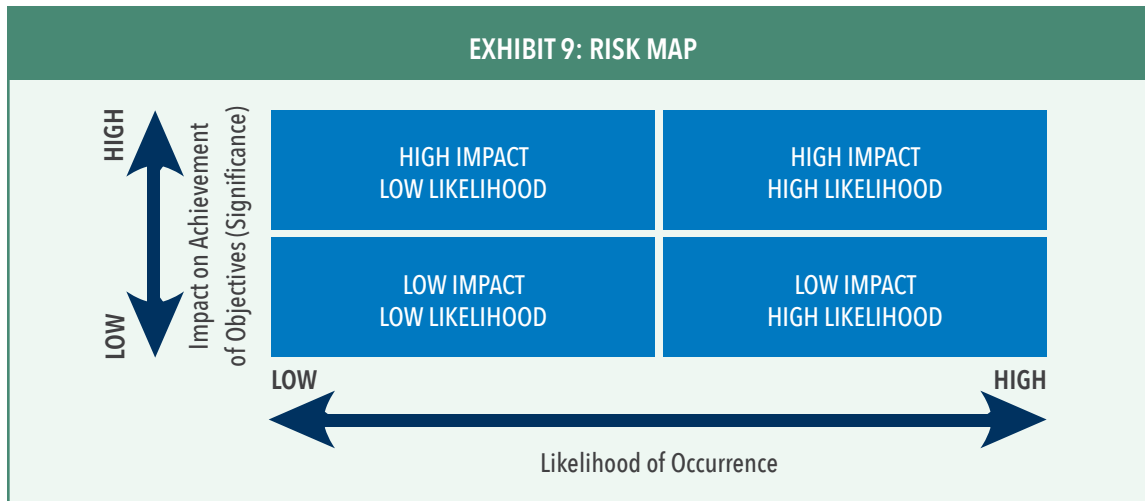 EXHIBIT 9: RISK MAP
HIGH
LOW
Impact on Achievement
of Objectives (Significance)
HIGH IMPACT
LOW LIKELIHOOD
HIGH IMPACT
HIGH LIKELIHOOD
LOW IMPACT
LOW LIKELIHOOD
LOW IMPACT
HIGH LIKELIHOOD
LOW
HIGH
Likelihood of Occurrence